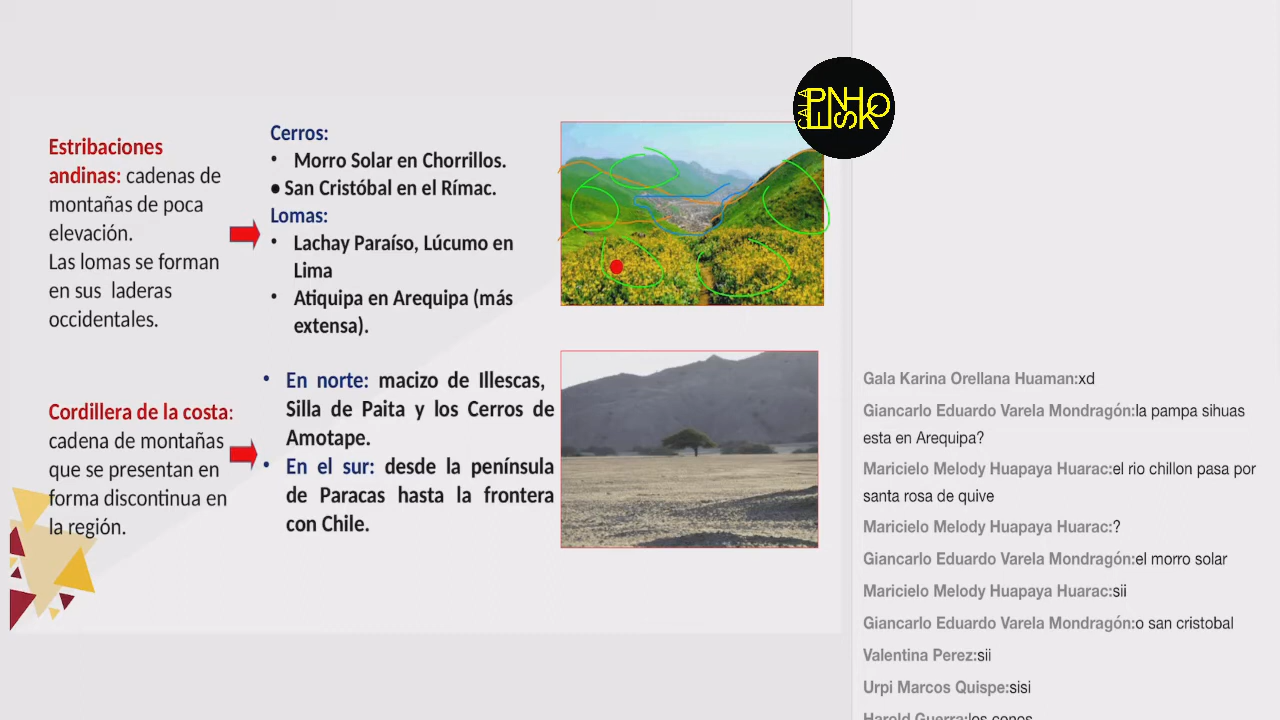 Estribaciones
andinas: cadenas de
montañas de poca
elevación.
Las lomas se forman
en sus laderas
occidentales.
Cerros:
• Morro Solar en Chorrillos.
• San Cristóbal en el Rímac.
Lomas:
• Lachay Paraíso, Lúcumo en
Lima
• Atiquipa en Arequipa (más
extensa).
Cordillera de la costa:
cadena de montañas
que se presentan en
forma discontinua en
la región.
• En norte: macizo de Illescas,
Silla de Paita y los Cerros de
Amotape.
• En el sur: desde la península
de Paracas hasta la frontera
con Chile.
Gala Karina Orellana Huaman:xd
Giancarlo Eduardo Varela Mondragón:la pampa sihuas
esta en Arequipa?
Maricielo Melody Huapaya Huarac:el rio chillon pasa por
santa rosa de quive
Maricielo Melody Huapaya Huarac:?
Giancarlo Eduardo Varela Mondragón:el morro solar
Maricielo Melody Huapaya Huarac:sii
Giancarlo Eduardo Varela Mondragón:o san cristobal
Valentina Perez:sii
Urpi Marcos Quispe:sisi
Harold Guerra:los conos